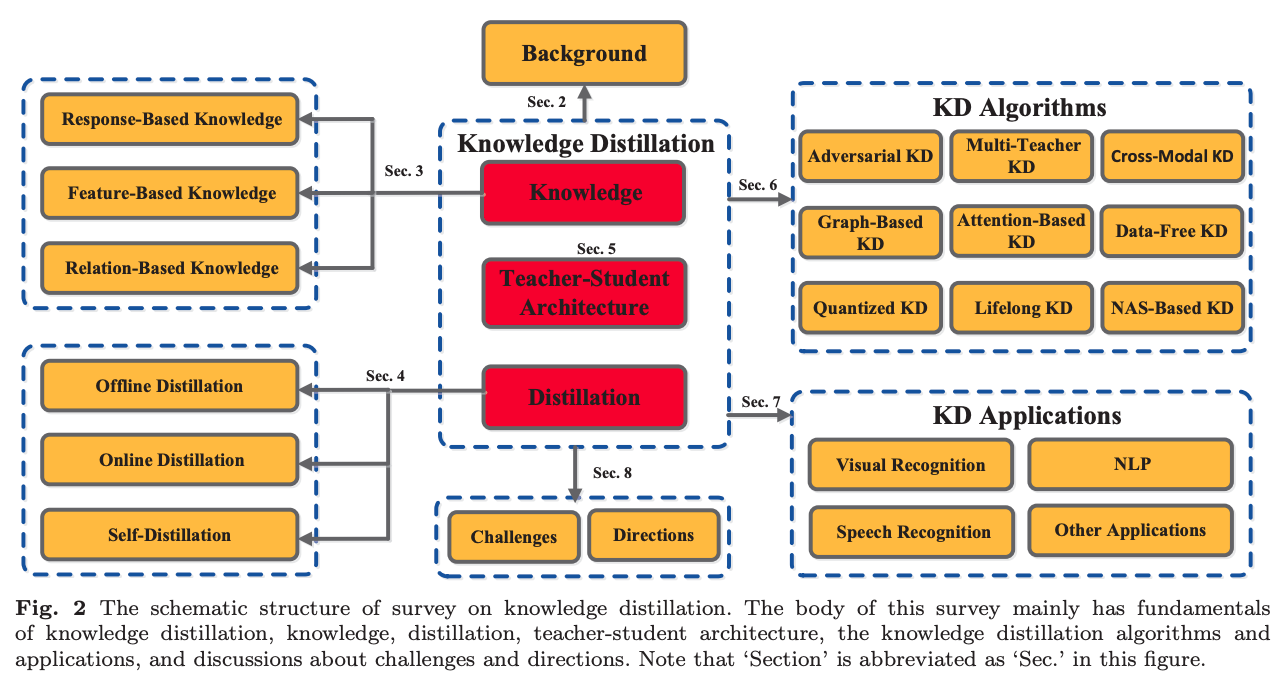 Background
Sec. 2
Response-Based Knowledge
Feature-Based Knowledge
Relation-Based Knowledge
Sec. 3
Knowledge Distillation
Knowledge
Sec. 5
Teacher-Student
Architecture
Distillation
Sec. 4
Offline Distillation
Online Distillation
Self-Distillation
Sec. 8
Challenges
Directions
Sec. 6
KD Algorithms
Adversarial KD
Multi-Teacher
KD
Cross-Modal KD
Graph-Based
KD
Attention-Based
KD
Data-Free KD
Quantized KD
Lifelong KD
NAS-Based KD
Sec. 7
KD Applications
Visual Recognition
NLP
Speech Recognition
Other Applications
Fig. 2 The schematic structure of survey on knowledge distillation. The body of this survey mainly has fundamentals
of knowledge distillation, knowledge, distillation, teacher-student architecture, the knowledge distillation algorithms and
applications, and discussions about challenges and directions. Note that ‘Section’ is abbreviated as ‘Sec.’ in this figure.